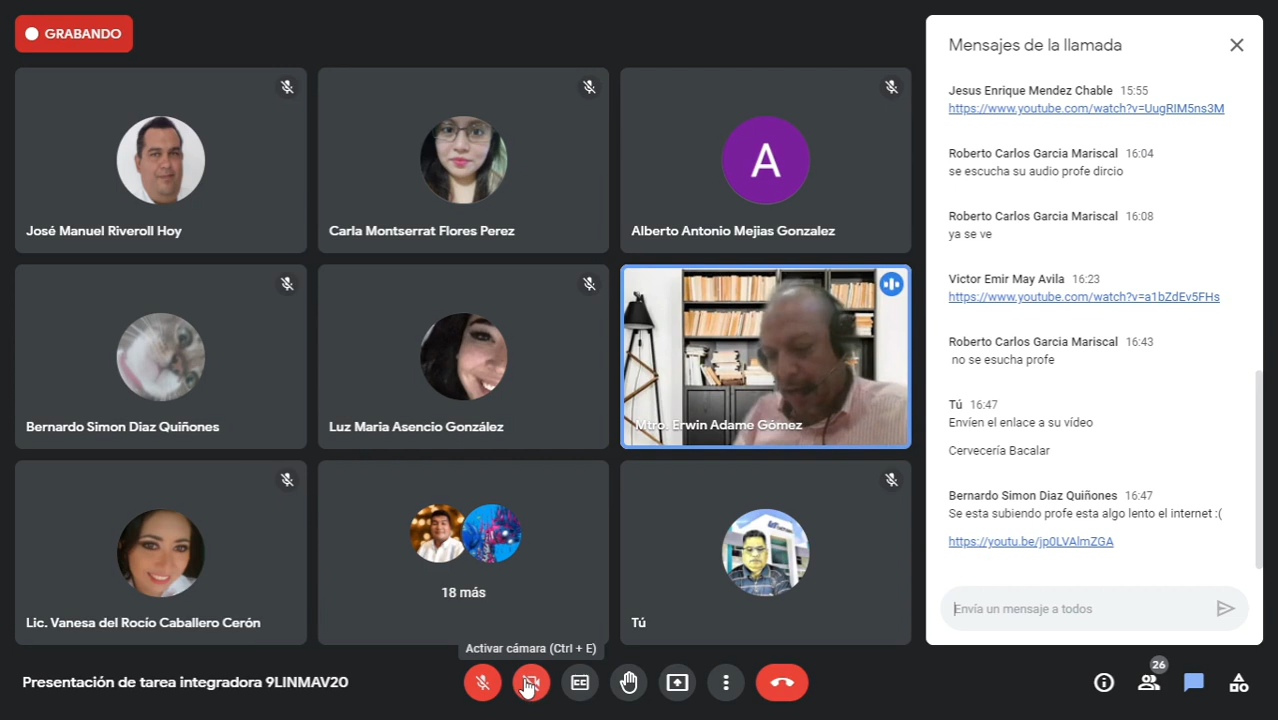 GRABANDO
José Manuel Riveroll Hoy
Carla Montserrat Flores Perez
A
Alberto Antonio Mejias Gonzalez
Bernardo Simon Diaz Quiñones
Luz Maria Asencio González
Mtro. Erwin Adame Gómez
Lic. Vanesa del Rocío Caballero Cerón
18 más
Tú
Activar cámara (Ctrl + E)
Presentación de tarea integradora 9LINMAV20
26
Mensajes de la llamada
Jesus Enrique Mendez Chable 15:55
https://www.youtube.com/watch?v=UugRIM5ns3M
Roberto Carlos Garcia Mariscal 16:04
se escucha su audio profe dircio
Roberto Carlos Garcia Mariscal 16:08
ya se ve
Victor Emir May Avila 16:23
https://www.youtube.com/watch?v=a1bZdEv5FHs
Roberto Carlos Garcia Mariscal 16:43
no se esucha profe
Tú 16:47
Envíen el enlace a su vídeo
Cervecería Bacalar
Bernardo Simon Diaz Quiñones 16:47
Se esta subiendo profe esta algo lento el internet :(
https://youtu.be/jp0LVAlmZGA
Envía un mensaje a todos